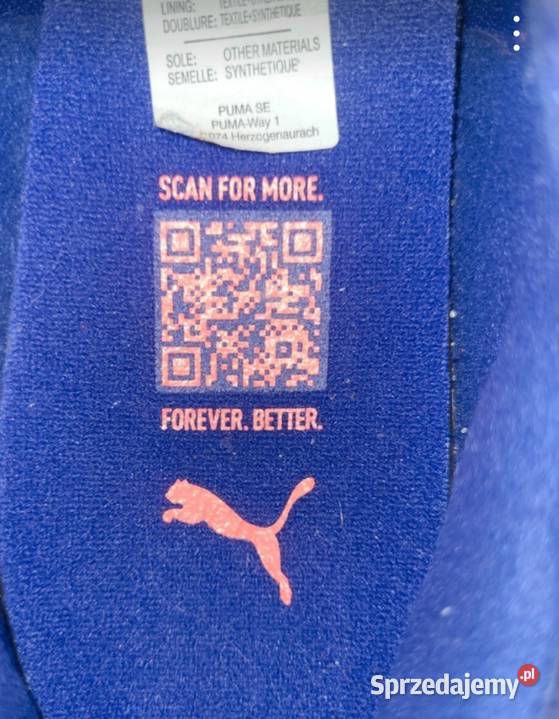 LINING:
DOUBLURE: TEXTILE+SYNTHÉTIQUE
SOLE: OTHER MATERIALS
SEMELLE: SYNTHETIQUE
PUMA SE
PUMA-Way 1
Herzogenaurach
SCAN FOR MORE.
FOREVER. BETTER.
Sprzedajemy.pl